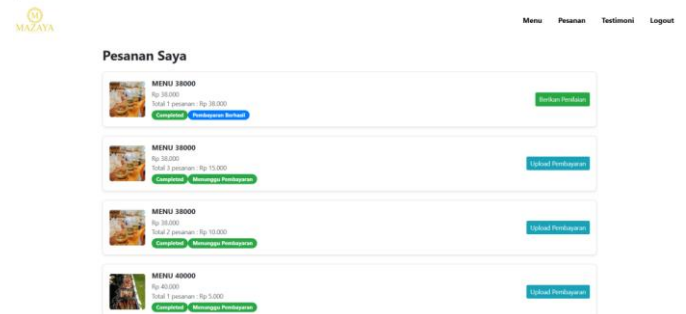 M
MAZAYA
Menu Pesanan Testimoni Logout
Pesanan Saya
MENU 38000
Rp 38.000
Total 1 pesanan : Rp 38.000
Completed Pembayaran Berhasil
Berikan Penilaian
MENU 38000
Rp 38.000
Total 3 pesanan : Rp 15.000
Completed Menunggu Pembayaran
Upload Pembayaran
MENU 38000
Rp 38.000
Total 2 pesanan : Rp 10.000
Completed Menunggu Pembayaran
Upload Pembayaran
MENU 40000
Rp 40.000
Total 1 pesanan : Rp 5.000
Completed Menunggu Pembayaran
Upload Pembayaran